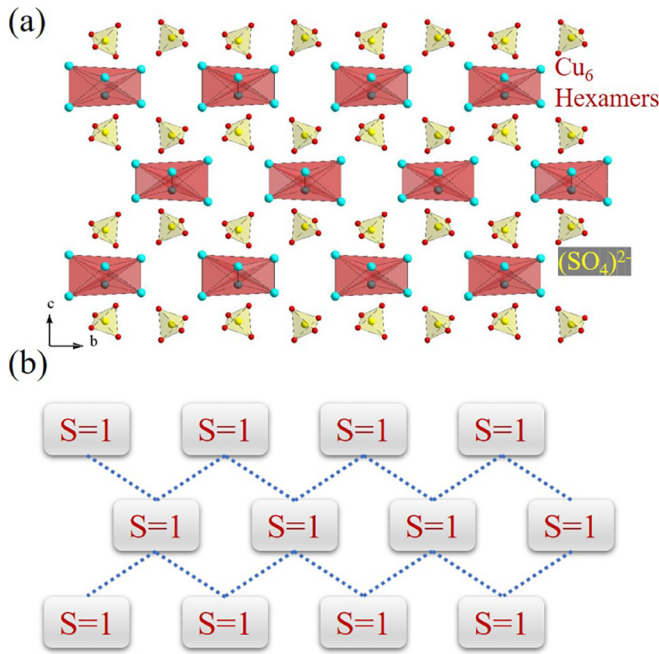 (a)
Cu₆
Hexamers
(SO₄)²⁻
c
b
(b)
S=1 S=1 S=1 S=1
S=1 S=1 S=1 S=1
S=1 S=1 S=1 S=1